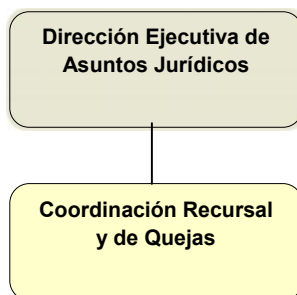 Dirección Ejecutiva de
Asuntos Jurídicos
Coordinación Recursal
y de Quejas